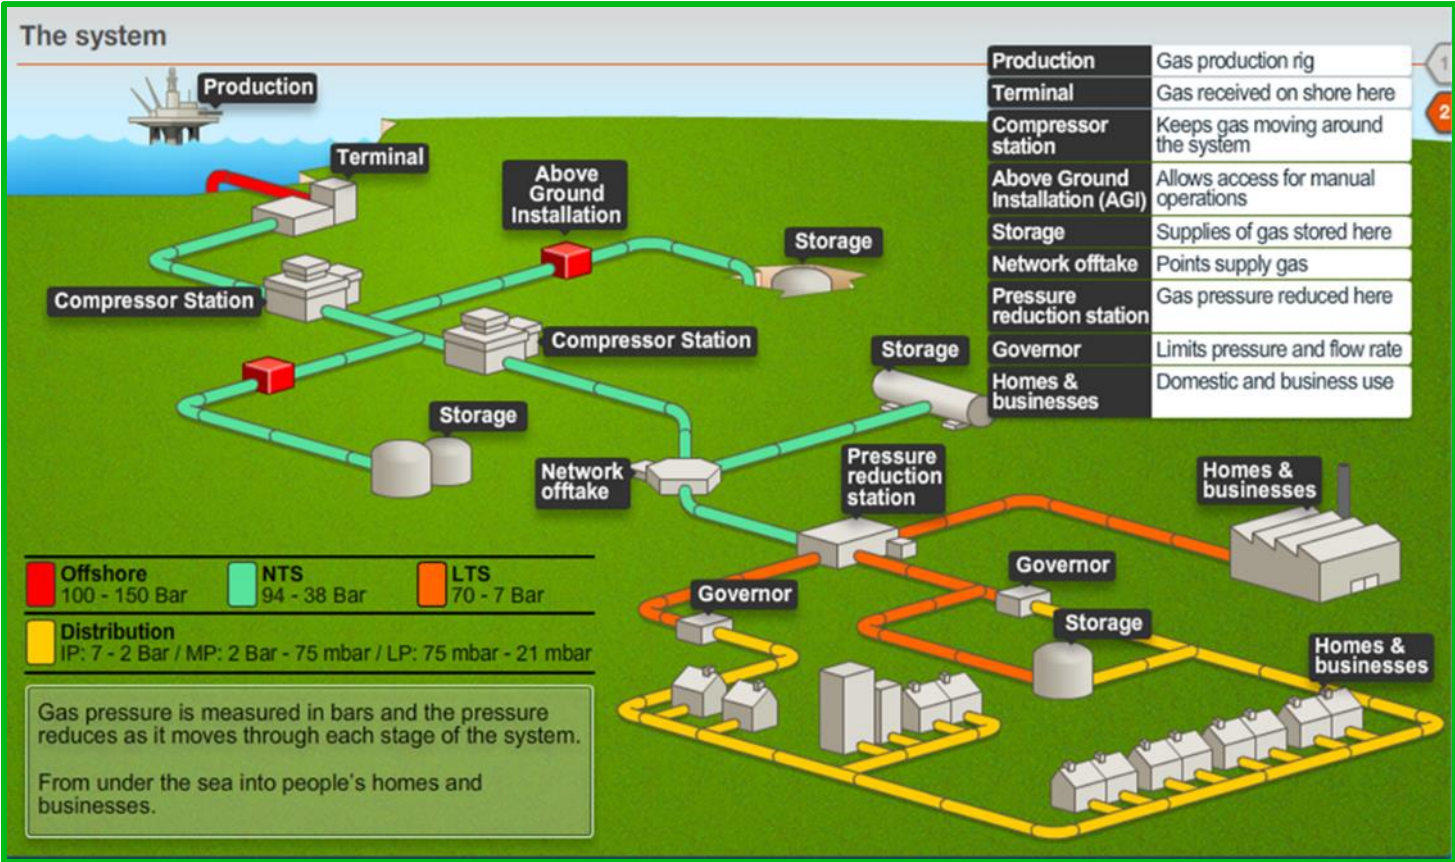 The system
Production
Terminal
Above
Ground
Installation
Storage
Compressor Station
Compressor Station
Storage
Storage
Network
offtake
Pressure
reduction
station
Homes &
businesses
Governor
Governor
Storage
Homes &
businesses
Production Gas production rig
Terminal Gas received on shore here
Compressor
station
Keeps gas moving around
the system
Above Ground
Installation (AGI)
Allows access for manual
operations
Storage Supplies of gas stored here
Network offtake Points supply gas
Pressure
reduction station
Gas pressure reduced here
Governor Limits pressure and flow rate
Homes &
businesses
Domestic and business use
1
2
Offshore
100 - 150 Bar
NTS
94 - 38 Bar
LTS
70 - 7 Bar
Distribution
IP: 7 - 2 Bar / MP: 2 Bar - 75 mbar / LP: 75 mbar - 21 mbar
Gas pressure is measured in bars and the pressure
reduces as it moves through each stage of the system.
From under the sea into people's homes and
businesses.